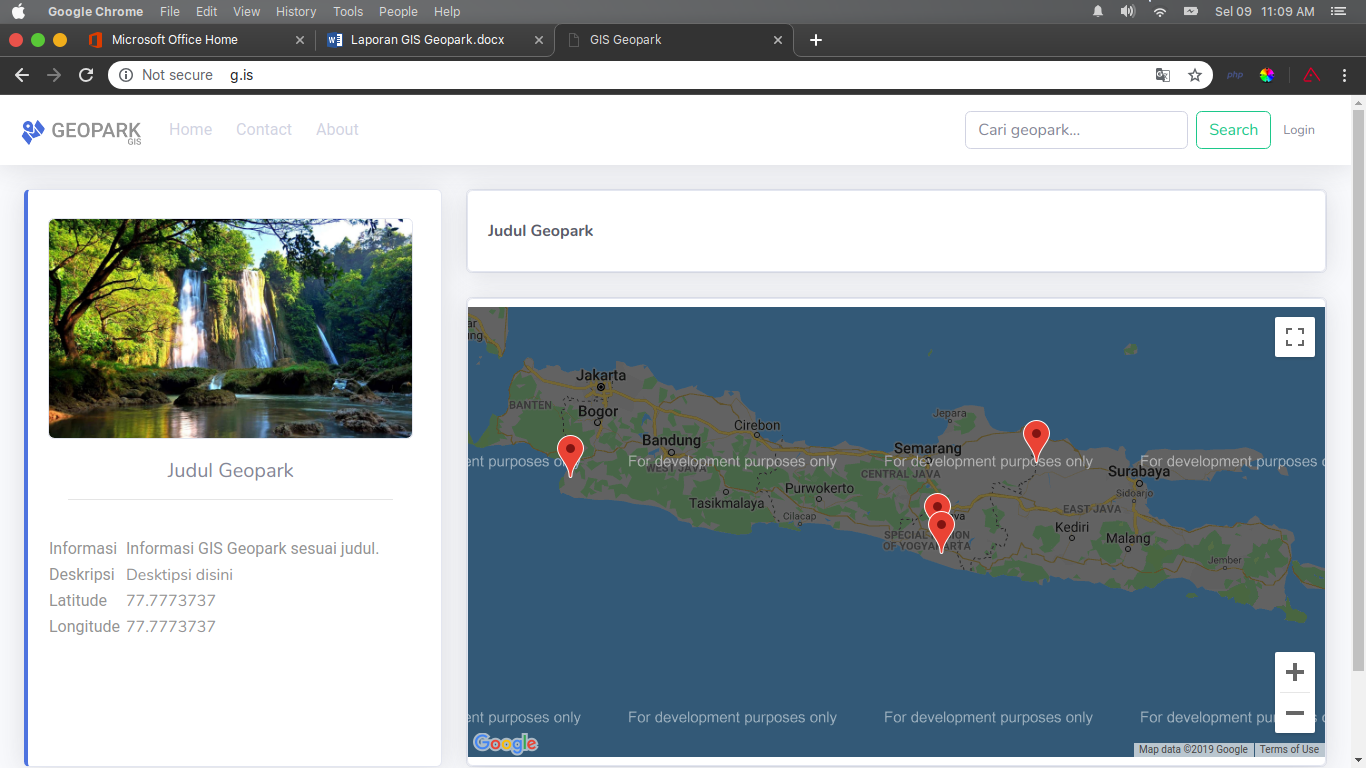 Google Chrome File Edit View History Tools People Help Sel 09 11:09 AM
Microsoft Office Home Laporan GIS Geopark.docx GIS Geopark
Not secure g.is php
GEOPARK GIS Home Contact About Cari geopark... Search Login
Judul Geopark
Informasi Informasi GIS Geopark sesuai judul.
Deskripsi Desktipsi disini
Latitude 77.7773737
Longitude 77.7773737
Judul Geopark
ar
ng
Jakarta
BANTEN
Bogor
Jepara
Cirebon
Bandung
Semarang
WEST JAVA
ent purposes only For development purposes only For development purposes only For development purposes
CENTRAL JAVA
Surabaya
Purwokerto
Sidoarjo
Tasikmalaya
EAST JAVA
Cilacap
ya
Kediri
SPECIAL REGION
OF YOGYAKARTA
Malang
Jember
ent purposes only For development purposes only For development purposes only For development pur
Google
Map data ©2019 Google Terms of Use